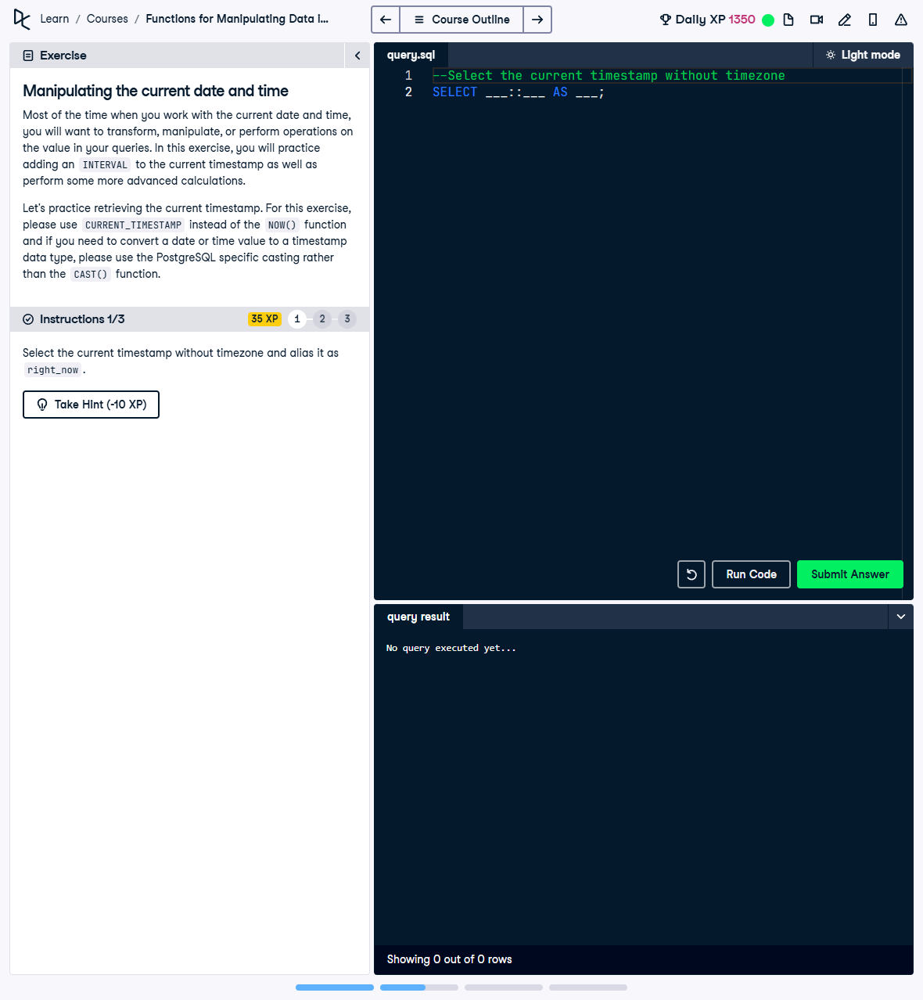 Learn / Courses / Functions for Manipulating Data i...
Course Outline
Daily XP 1350
Exercise
Manipulating the current date and time
Most of the time when you work with the current date and time,
you will want to transform, manipulate, or perform operations on
the value in your queries. In this exercise, you will practice
adding an INTERVAL to the current timestamp as well as
perform some more advanced calculations.
Let's practice retrieving the current timestamp. For this exercise,
please use CURRENT_TIMESTAMP instead of the NOW() function
and if you need to convert a date or time value to a timestamp
data type, please use the PostgreSQL specific casting rather
than the CAST() function.
Instructions 1/3
35 XP
1 2 3
Select the current timestamp without timezone and alias it as
right_now.
Take Hint (-10 XP)
query.sql
Light mode
1 --Select the current timestamp without timezone
2 SELECT ___::___ AS ___;
Run Code
Submit Answer
query result
No query executed yet...
Showing 0 out of 0 rows